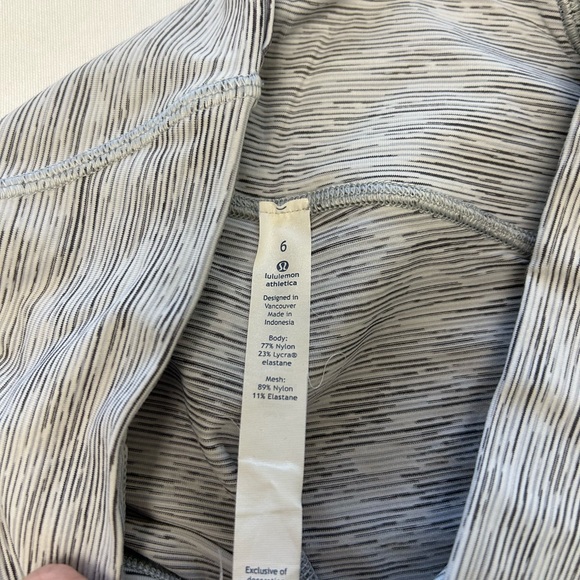 6
lululemon
athletica
Designed in
Vancouver
Made in
Indonesia
Body:
77% Nylon
23% Lycra®
elastane
Mesh:
89% Nylon
11% Elastane
Exclusive of